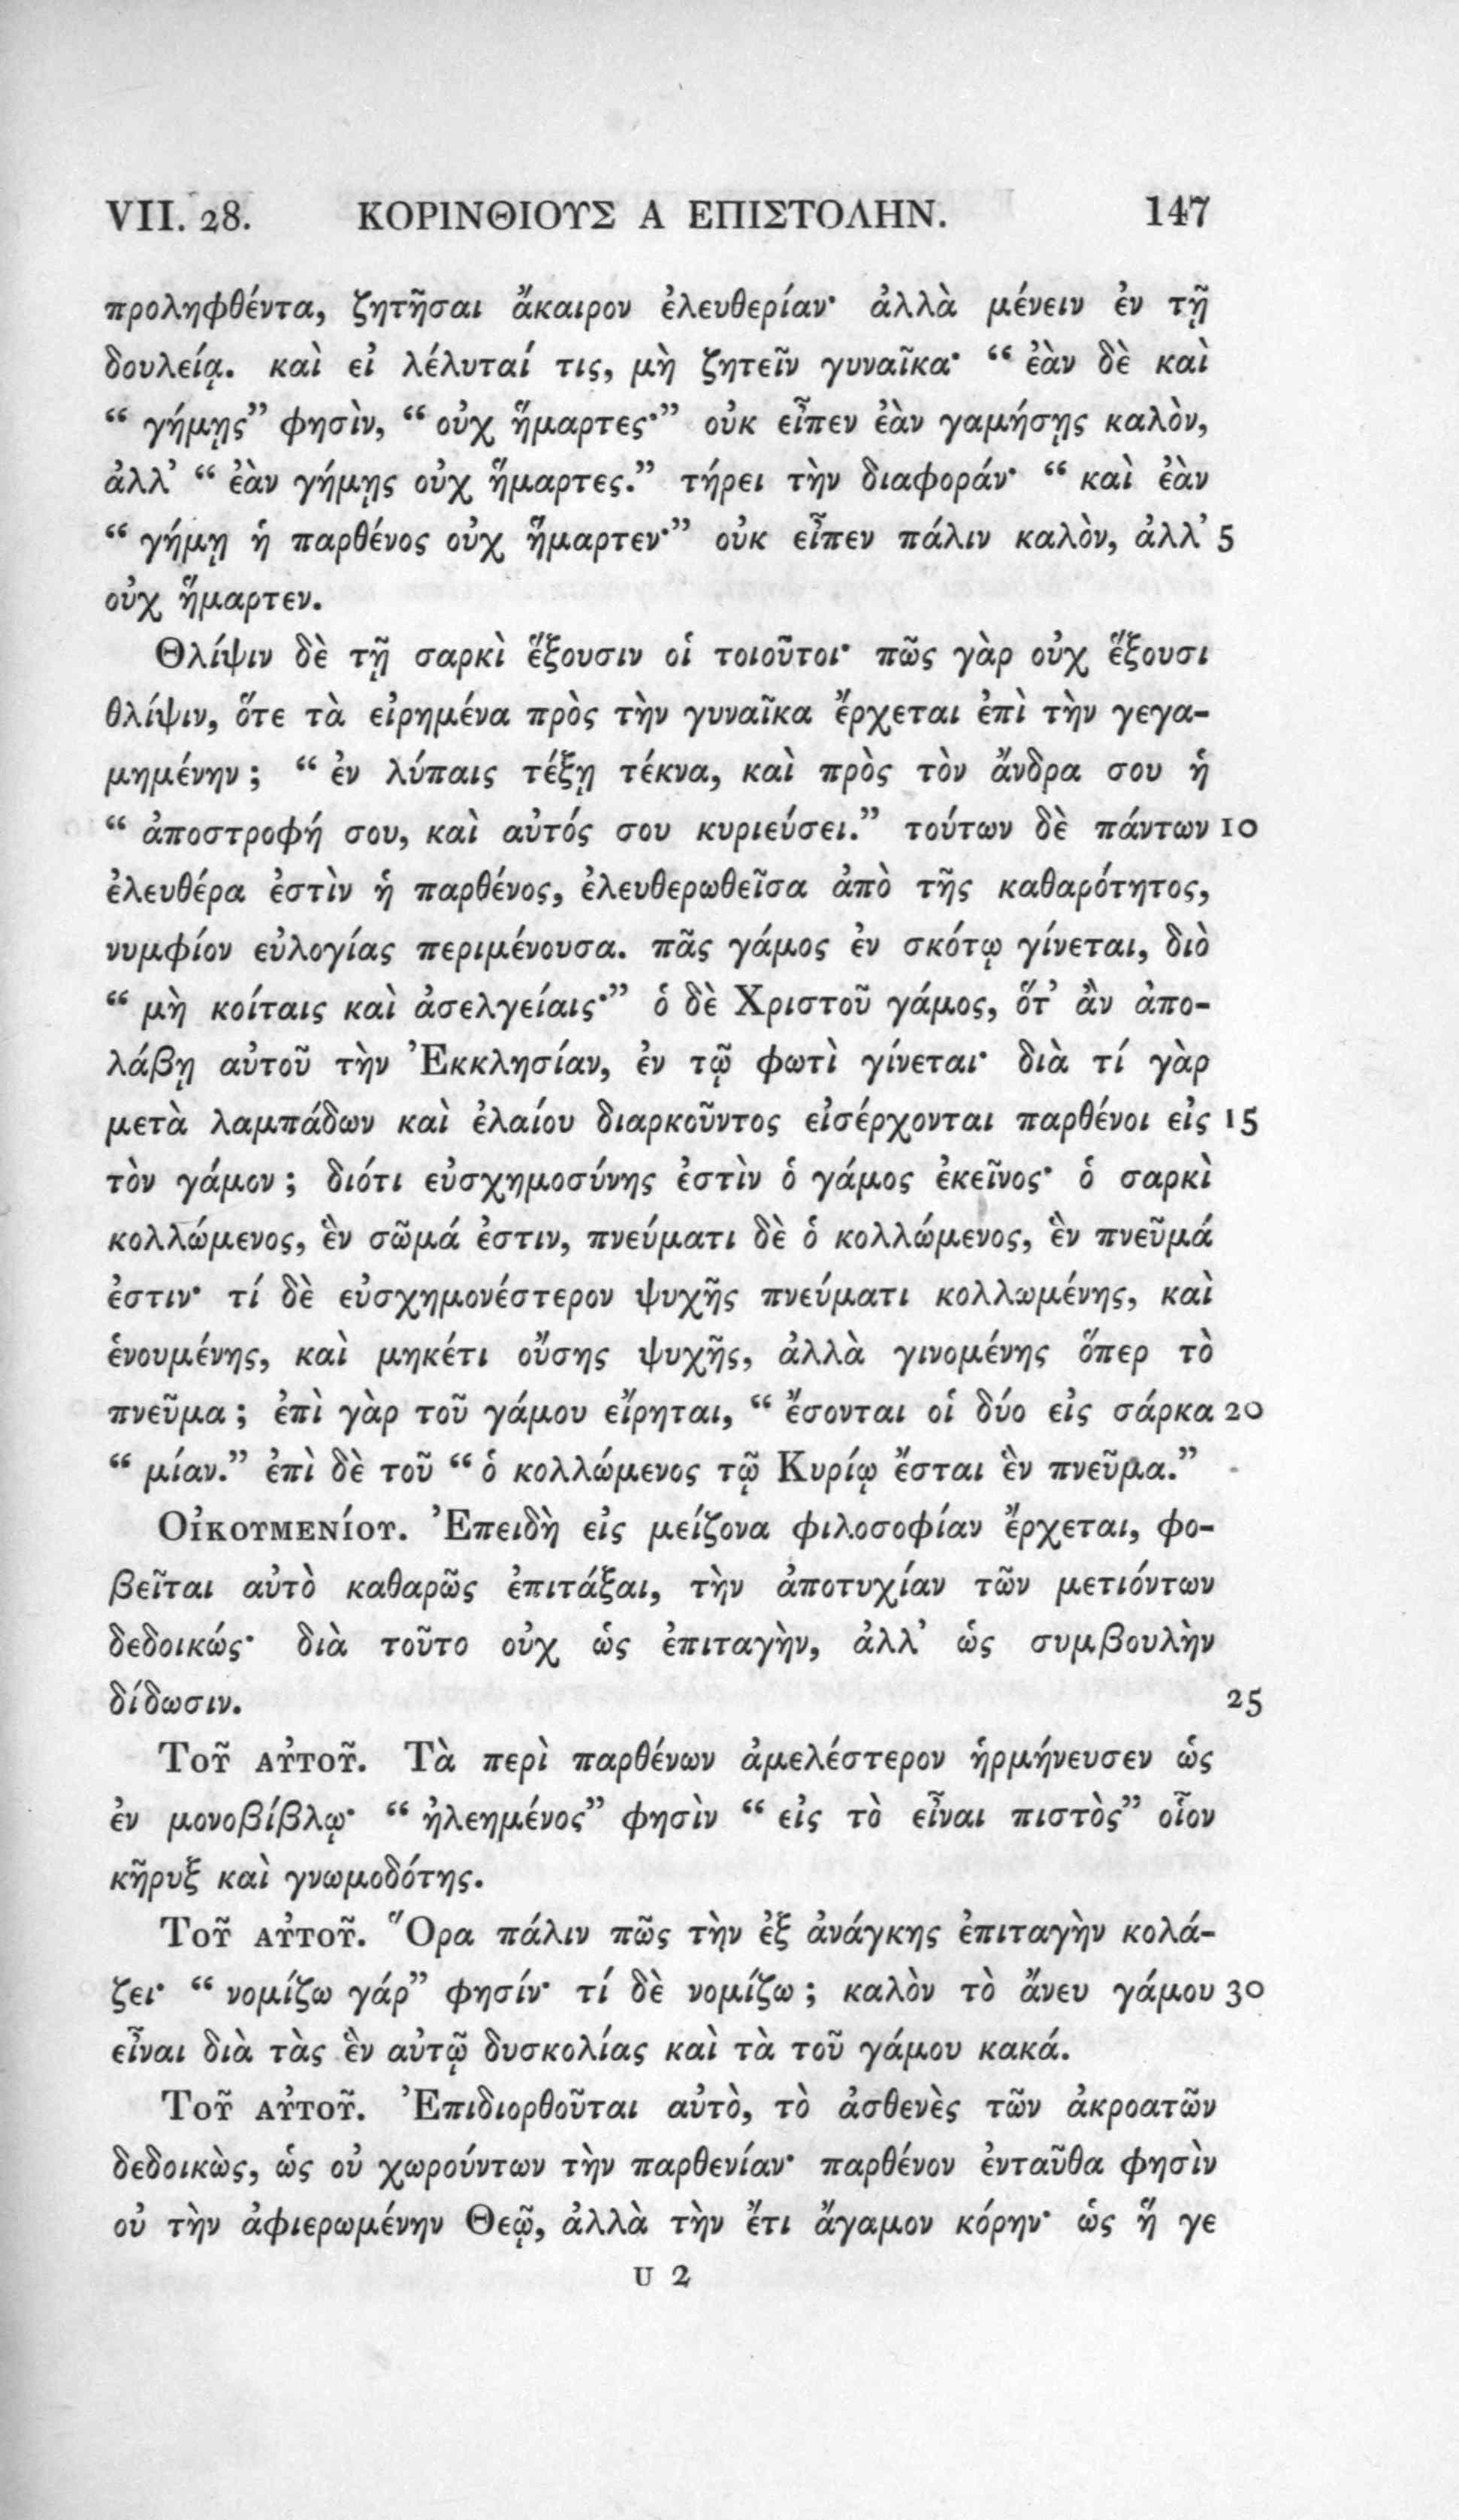 VII. 28. ΚΟΡΙΝΘΙΟΥΣ Α ΕΠΙΣΤΟΛΗΝ. 147
προληφθέντα, ζητῆσαι ἄκαιρον ἐλευθερίαν· ἀλλὰ μένειν ἐν τῇ
δουλείᾳ. καὶ εἰ λέλυταί τις, μὴ ζητεῖν γυναῖκα· “ ἐὰν δὲ καὶ
“ γήμῃς” φησὶν, “ οὐχ ἥμαρτες·” οὐκ εἶπεν ἐὰν γαμήσῃς καλὸν,
ἀλλ’ “ ἐὰν γήμῃς οὐχ ἥμαρτες.” τήρει τὴν διαφοράν· “ καὶ ἐὰν
“ γήμῃ ἡ παρθένος οὐχ ἥμαρτεν·” οὐκ εἶπεν πάλιν καλὸν, ἀλλ’ 5
οὐχ ἥμαρτεν.
Θλίψιν δὲ τῇ σαρκὶ ἕξουσιν οἱ τοιοῦτοι· πῶς γὰρ οὐχ ἕξουσι
θλίψιν, ὅτε τὰ εἰρημένα πρὸς τὴν γυναῖκα ἔρχεται ἐπὶ τὴν γεγα-
μημένην ; “ ἐν λύπαις τέξῃ τέκνα, καὶ πρὸς τὸν ἄνδρα σου ἡ
“ ἀποστροφή σου, καὶ αὐτός σου κυριεύσει.” τούτων δὲ πάντων 10
ἐλευθέρα ἐστὶν ἡ παρθένος, ἐλευθερωθεῖσα ἀπὸ τῆς καθαρότητος,
νυμφίον εὐλογίας περιμένουσα. πᾶς γάμος ἐν σκότῳ γίνεται, διὸ
“ μὴ κοίταις καὶ ἀσελγείαις·” ὁ δὲ Χριστοῦ γάμος, ὅτ’ ἂν ἀπο-
λάβῃ αὐτοῦ τὴν Ἐκκλησίαν, ἐν τῷ φωτὶ γίνεται· διὰ τί γὰρ
μετὰ λαμπάδων καὶ ἐλαίου διαρκοῦντος εἰσέρχονται παρθένοι εἰς 15
τὸν γάμον ; διότι εὐσχημοσύνης ἐστὶν ὁ γάμος ἐκεῖνος· ὁ σαρκὶ
κολλώμενος, ἓν σῶμά ἐστιν, πνεύματι δὲ ὁ κολλώμενος, ἓν πνεῦμά
ἐστιν· τί δὲ εὐσχημονέστερον ψυχῆς πνεύματι κολλωμένης, καὶ
ἑνουμένης, καὶ μηκέτι οὔσης ψυχῆς, ἀλλὰ γινομένης ὅπερ τὸ
πνεῦμα ; ἐπὶ γὰρ τοῦ γάμου εἴρηται, “ ἔσονται οἱ δύο εἰς σάρκα 20
“ μίαν.” ἐπὶ δὲ τοῦ “ ὁ κολλώμενος τῷ Κυρίῳ ἔσται ἓν πνεῦμα.”
Οἰκουμενίου. Ἐπειδὴ εἰς μείζονα φιλοσοφίαν ἔρχεται, φο-
βεῖται αὐτὸ καθαρῶς ἐπιτάξαι, τὴν ἀποτυχίαν τῶν μετιόντων
δεδοικώς· διὰ τοῦτο οὐχ ὡς ἐπιταγὴν, ἀλλ’ ὡς συμβουλὴν
δίδωσιν. 25
Τοῦ αὐτοῦ. Τὰ περὶ παρθένων ἀμελέστερον ἡρμήνευσεν ὡς
ἐν μονοβίβλῳ· “ ἠλεημένος” φησὶν “ εἰς τὸ εἶναι πιστὸς” οἷον
κῆρυξ καὶ γνωμοδότης.
Τοῦ αὐτοῦ. Ὅρα πάλιν πῶς τὴν ἐξ ἀνάγκης ἐπιταγὴν κολά-
ζει· “ νομίζω γάρ” φησίν· τί δὲ νομίζω ; καλὸν τὸ ἄνευ γάμου 30
εἶναι διὰ τὰς ἓν αὐτῷ δυσκολίας καὶ τὰ τοῦ γάμου κακά.
Τοῦ αὐτοῦ. Ἐπιδιορθοῦται αὐτὸ, τὸ ἀσθενὲς τῶν ἀκροατῶν
δεδοικὼς, ὡς οὐ χωρούντων τὴν παρθενίαν· παρθένον ἐνταῦθα φησὶν
οὐ τὴν ἀφιερωμένην Θεῷ, ἀλλὰ τὴν ἔτι ἄγαμον κόρην· ὡς ἥ γε
U 2